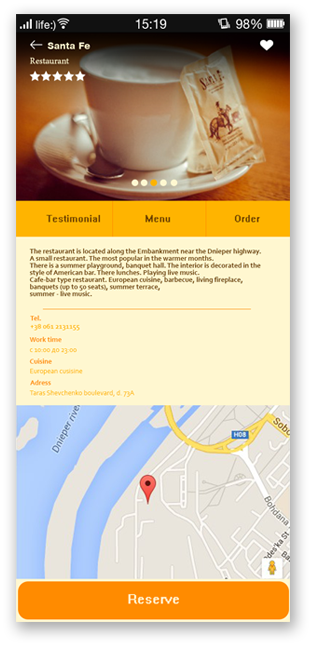 life:) 15:19 98%
Santa Fe
Restaurant
Testimonial Menu Order
The restaurant is located along the Embankment near the Dnieper highway.
A small restaurant. The most popular in the warmer months.
There is a summer playground, banquet hall. The interior is decorated in the
style of American bar. There lunches. Playing live music.
Cafe-bar type restaurant. European cuisine, barbecue, living fireplace,
banquets (up to 50 seats), summer terrace,
summer - live music.
Tel.
+38 061 2131155
Work time
с 10:00 до 23:00
Cuisine
European cusisine
Adress
Taras Shevchenko boulevard, d. 73A
Dnieper river
H08
Sobo
Bohdana
des'ka St
Reserve